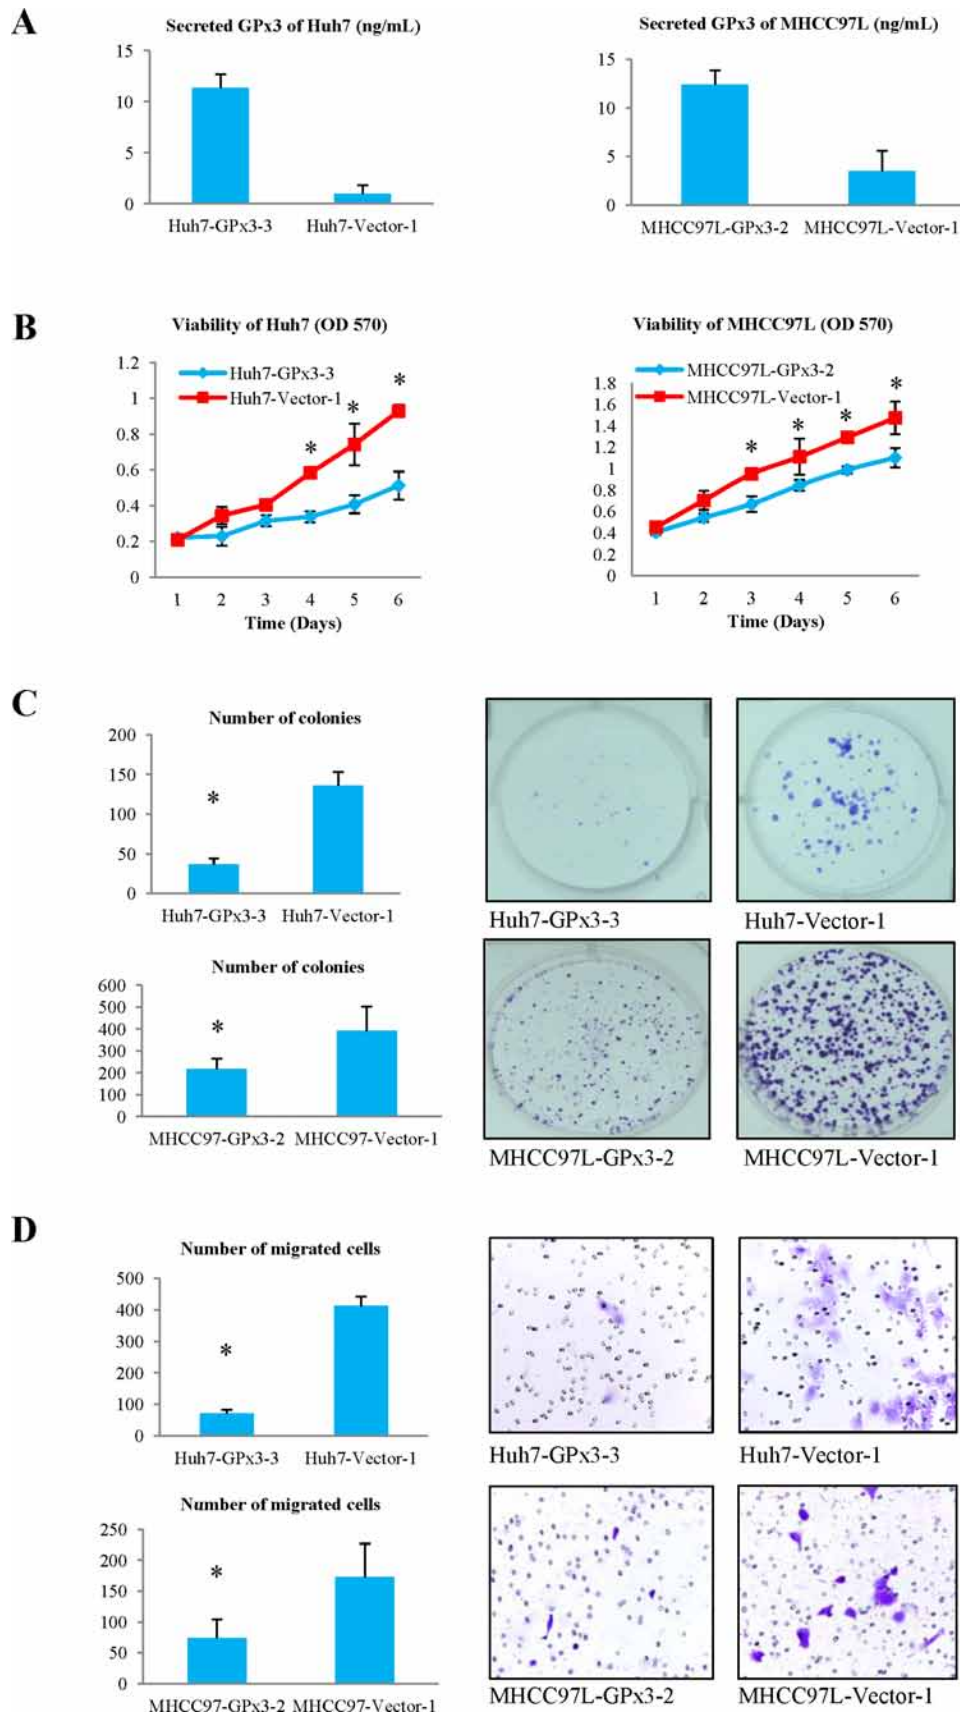 A
Secreted GPx3 of Huh7 (ng/mL)
15
10
5
0
Huh7-GPx3-3 Huh7-Vector-1
Secreted GPx3 of MHCC97L (ng/mL)
15
10
5
0
MHCC97L-GPx3-2 MHCC97L-Vector-1
B
Viability of Huh7 (OD 570)
Huh7-GPx3-3
Huh7-Vector-1
1.2
1
0.8
0.6
0.4
0.2
0
* * *
1 2 3 4 5 6
Time (Days)
Viability of MHCC97L (OD 570)
MHCC97L-GPx3-2
MHCC97L-Vector-1
1.8
1.6
1.4
1.2
1
0.8
0.6
0.4
0.2
0
* * * *
1 2 3 4 5 6
Time (Days)
C
Number of colonies
200
150
100
50
0
*
Huh7-GPx3-3 Huh7-Vector-1
Huh7-GPx3-3
Huh7-Vector-1
Number of colonies
600
500
400
300
200
100
0
*
MHCC97-GPx3-2 MHCC97-Vector-1
MHCC97L-GPx3-2
MHCC97L-Vector-1
D
Number of migrated cells
500
400
300
200
100
0
*
Huh7-GPx3-3 Huh7-Vector-1
Huh7-GPx3-3
Huh7-Vector-1
Number of migrated cells
250
200
150
100
50
0
*
MHCC97-GPx3-2 MHCC97-Vector-1
MHCC97L-GPx3-2
MHCC97L-Vector-1